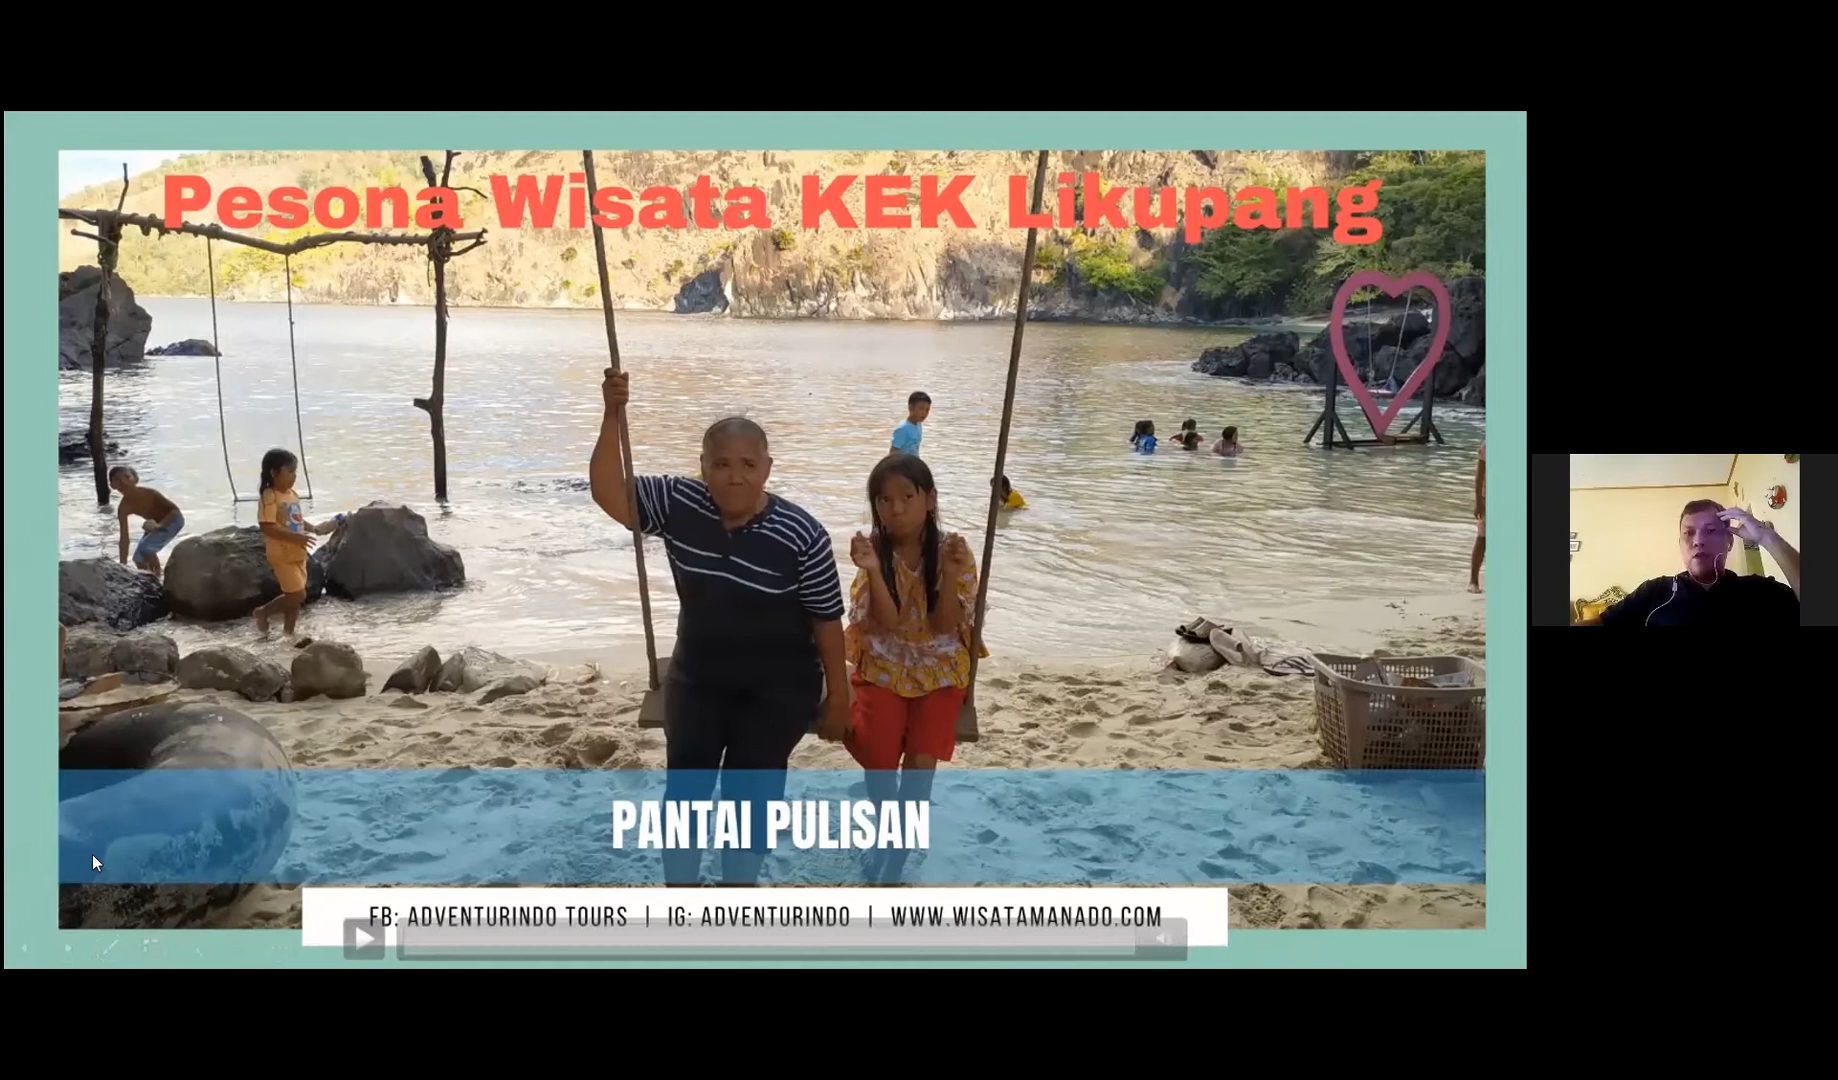 Pesona Wisata KEK Likupang
PANTAI PULISAN
FB: ADVENTURINDO TOURS | IG: ADVENTURINDO | WWW.WISATAMANADO.COM